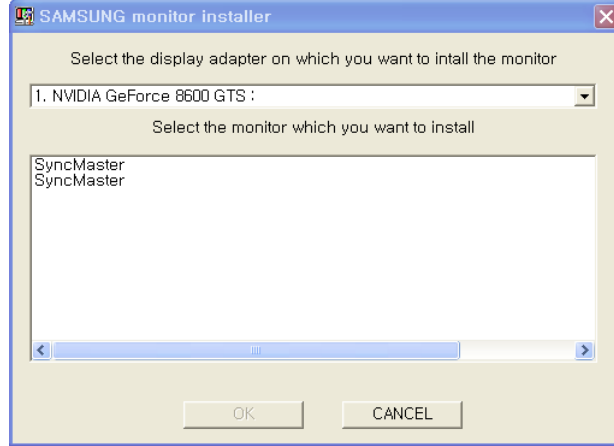 SAMSUNG monitor installer
Select the display adapter on which you want to intall the monitor
1. NVIDIA GeForce 8600 GTS :
Select the monitor which you want to install
SyncMaster
SyncMaster
OK
CANCEL